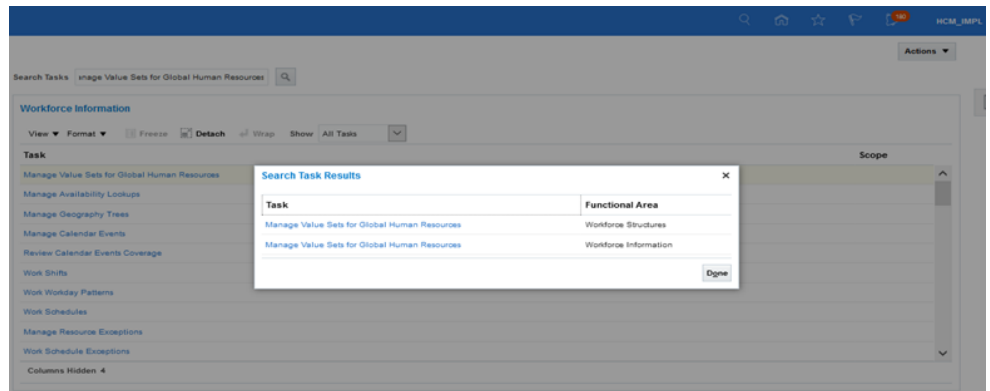 180 HCM_IMPL
Actions
Search Tasks anage Value Sets for Global Human Resources
Workforce Information
View Format Freeze Detach Wrap Show All Tasks
Task Scope
Manage Value Sets for Global Human Resources
Manage Availability Lookups
Manage Geography Trees
Manage Calendar Events
Review Calendar Events Coverage
Work Shifts
Work Workday Patterns
Work Schedules
Manage Resource Exceptions
Work Schedule Exceptions
Columns Hidden 4
Search Task Results
Task Functional Area
Manage Value Sets for Global Human Resources Workforce Structures
Manage Value Sets for Global Human Resources Workforce Information
Done